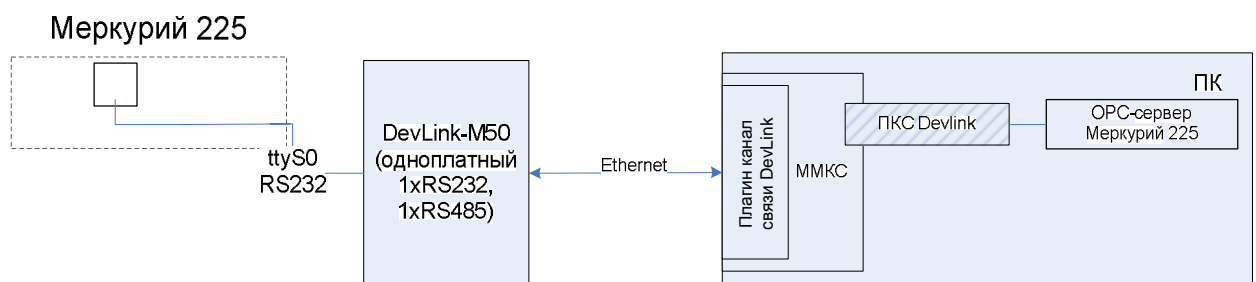 Меркурий 225
ttyS0
RS232
DevLink-M50
(одноплатный
1xRS232,
1xRS485)
Ethernet
Плагин канал
связи DevLink
ММКС
ПКС Devlink
ПК
OPC-сервер
Меркурий 225